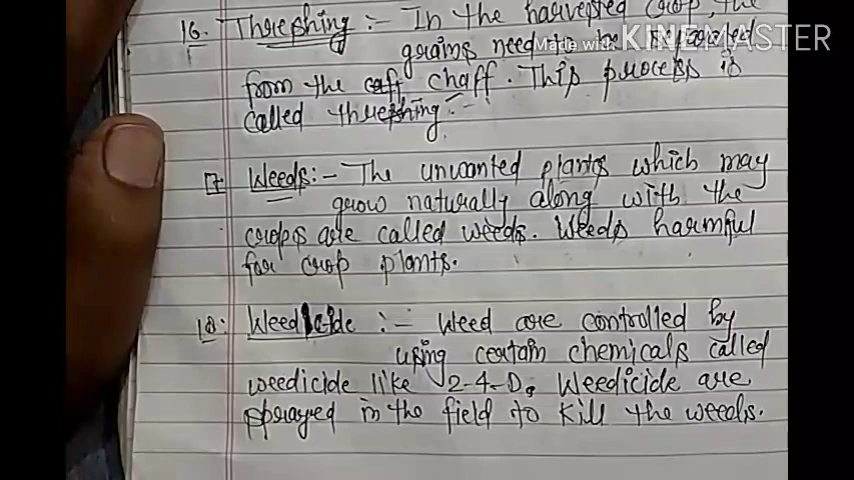 16. Threshing :- In the harvested crop, the
grains need to be separated
from the caff chaff. This process is
called threshing :-
17. Weeds :- The unwanted plants which may
grow naturally along with the
crops are called weeds. Weeds harmful
for crop plants.
18. Weedicide :- Weed are controlled by
using certain chemicals called
weedicide like 2-4-D. Weedicide are
sprayed in the field to kill the weeds.
Made with KINEMASTER